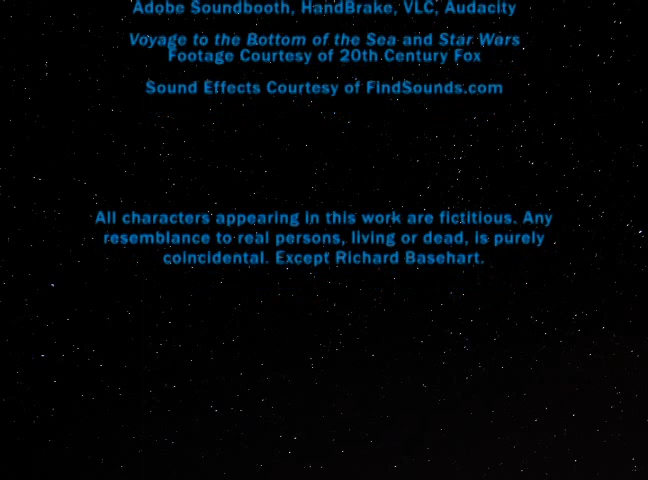 Adobe Soundbooth, HandBrake, VLC, Audacity
Voyage to the Bottom of the Sea and Star Wars
Footage Courtesy of 20th Century Fox
Sound Effects Courtesy of FindSounds.com
All characters appearing in this work are fictitious. Any
resemblance to real persons, living or dead, is purely
coincidental. Except Richard Basehart.